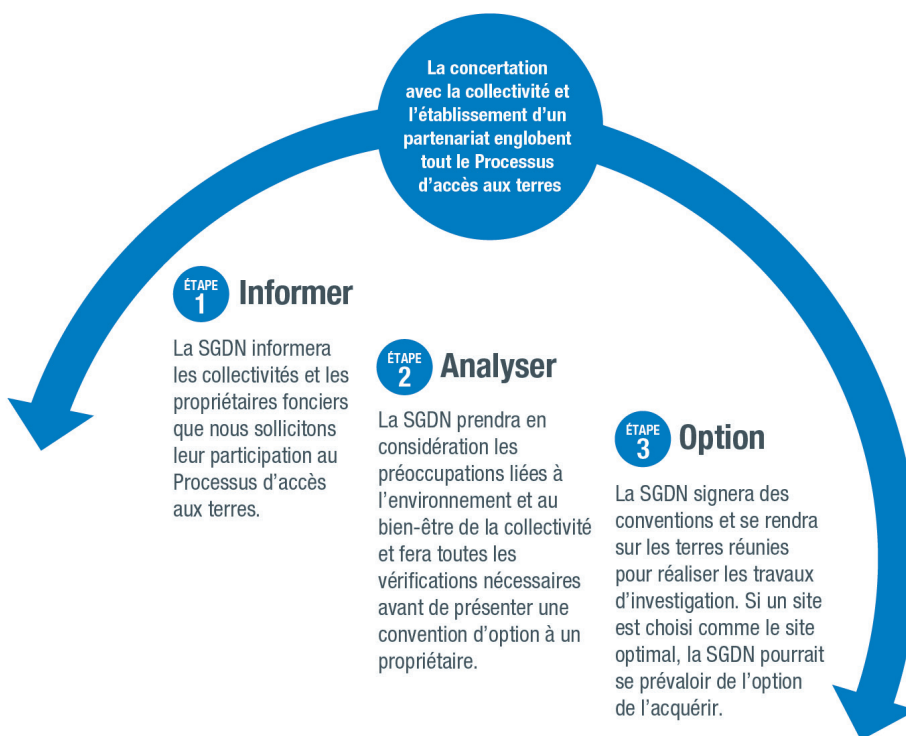 La concertation
avec la collectivité et
l'établissement d'un
partenariat englobent
tout le Processus
d'accès aux terres
ÉTAPE
1
Informer
La SGDN informera
les collectivités et les
propriétaires fonciers
que nous sollicitons
leur participation au
Processus d'accès
aux terres.
ÉTAPE
2
Analyser
La SGDN prendra en
considération les
préoccupations liées à
l'environnement et au
bien-être de la collectivité
et fera toutes les
vérifications nécessaires
avant de présenter une
convention d'option à un
propriétaire.
ÉTAPE
3
Option
La SGDN signera des
conventions et se rendra
sur les terres réunies
pour réaliser les travaux
d'investigation. Si un site
est choisi comme le site
optimal, la SGDN pourrait
se prévaloir de l'option
de l'acquérir.